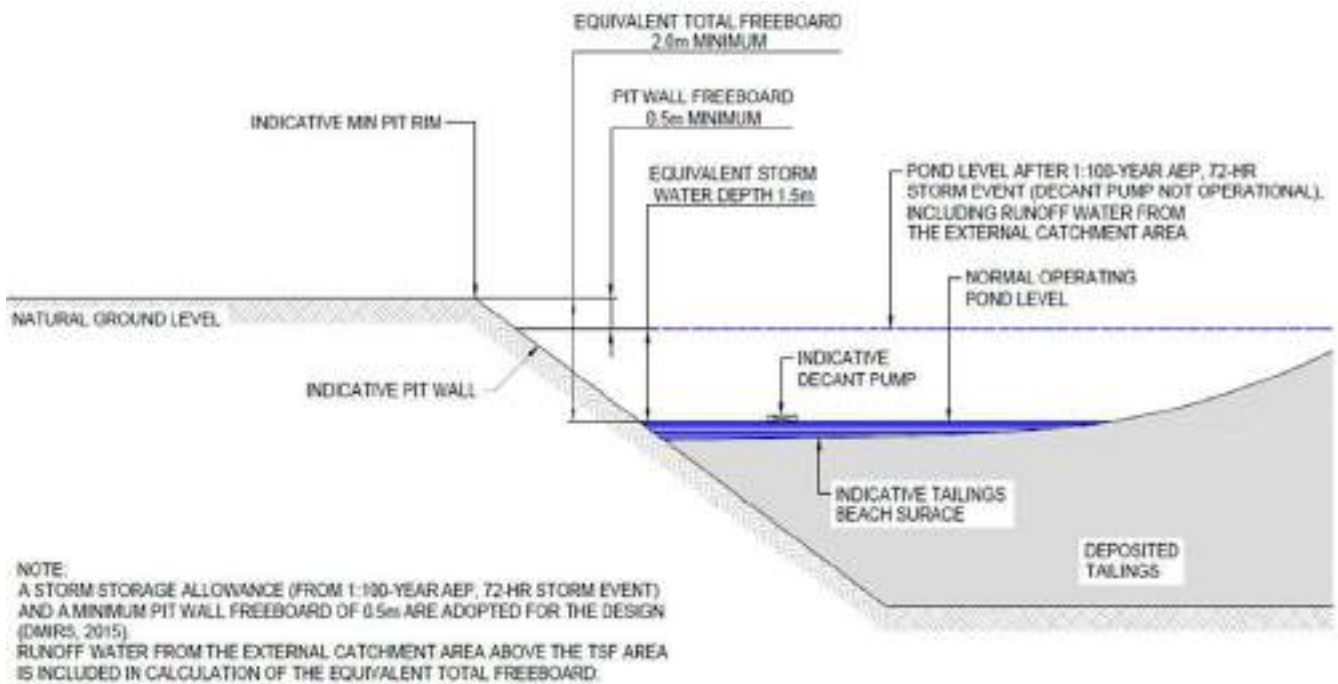 EQUIVALENT TOTAL FREEBOARD
2.0m MINIMUM
PIT WALL FREEBOARD
0.5m MINIMUM
INDICATIVE MIN PIT RIM
EQUIVALENT STORM
WATER DEPTH 1.5m
POND LEVEL AFTER 1:100-YEAR AEP, 72-HR
STORM EVENT (DECANT PUMP NOT OPERATIONAL),
INCLUDING RUNOFF WATER FROM
THE EXTERNAL CATCHMENT AREA
NORMAL OPERATING
POND LEVEL
NATURAL GROUND LEVEL
INDICATIVE
DECANT PUMP
INDICATIVE PIT WALL
INDICATIVE TAILINGS
BEACH SURACE
DEPOSITED
TAILINGS
NOTE:
A STORM STORAGE ALLOWANCE (FROM 1:100-YEAR AEP, 72-HR STORM EVENT)
AND A MINIMUM PIT WALL FREEBOARD OF 0.5m ARE ADOPTED FOR THE DESIGN
(DMIRS, 2015).
RUNOFF WATER FROM THE EXTERNAL CATCHMENT AREA ABOVE THE TSF AREA
IS INCLUDED IN CALCULATION OF THE EQUIVALENT TOTAL FREEBOARD.